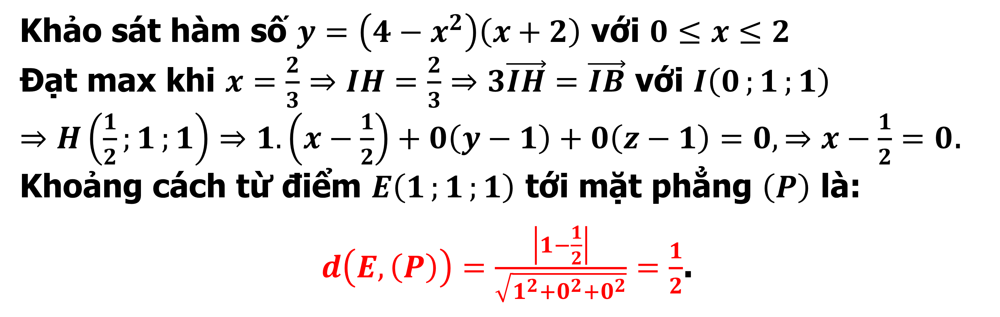 Khảo sát hàm số $y = (4 - x^2)(x + 2)$ với $0 \le x \le 2$
Đạt max khi $x = \frac{2}{3} \Rightarrow IH = \frac{2}{3} \Rightarrow 3\overrightarrow{IH} = \overrightarrow{IB}$ với $I(0 ; 1 ; 1)$
$\Rightarrow H\left(\frac{1}{2} ; 1 ; 1\right) \Rightarrow 1.\left(x - \frac{1}{2}\right) + 0(y - 1) + 0(z - 1) = 0, \Rightarrow x - \frac{1}{2} = 0.$
Khoảng cách từ điểm $E(1 ; 1 ; 1)$ tới mặt phẳng $(P)$ là:
$d(E, (P)) = \frac{\left|1 - \frac{1}{2}\right|}{\sqrt{1^2 + 0^2 + 0^2}} = \frac{1}{2}.$